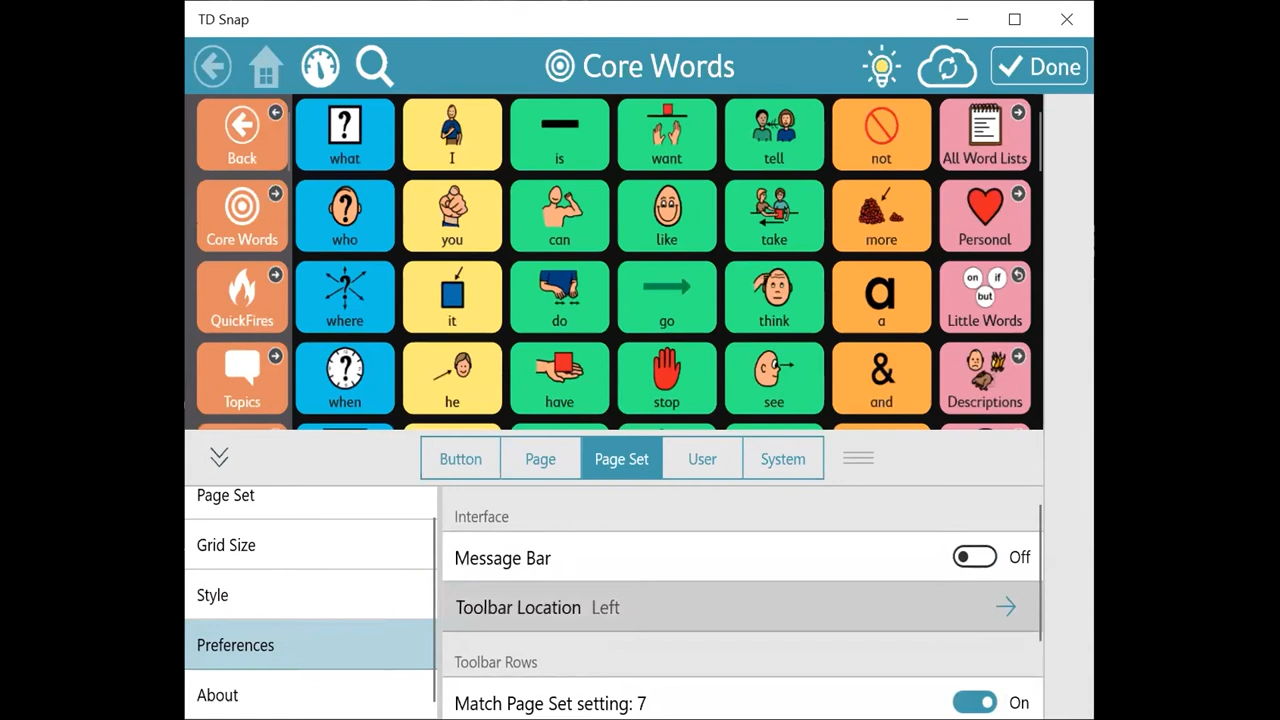 TD Snap
Core Words
Done
Back what I is want tell not All Word Lists
Core Words who you can like take more Personal
on if but
QuickFires where it do go think a Little Words
Topics when he have stop see and Descriptions
Button Page Page Set User System
Page Set
Grid Size
Style
Preferences
About
Interface
Message Bar Off
Toolbar Location Left
Toolbar Rows
Match Page Set setting: 7 On